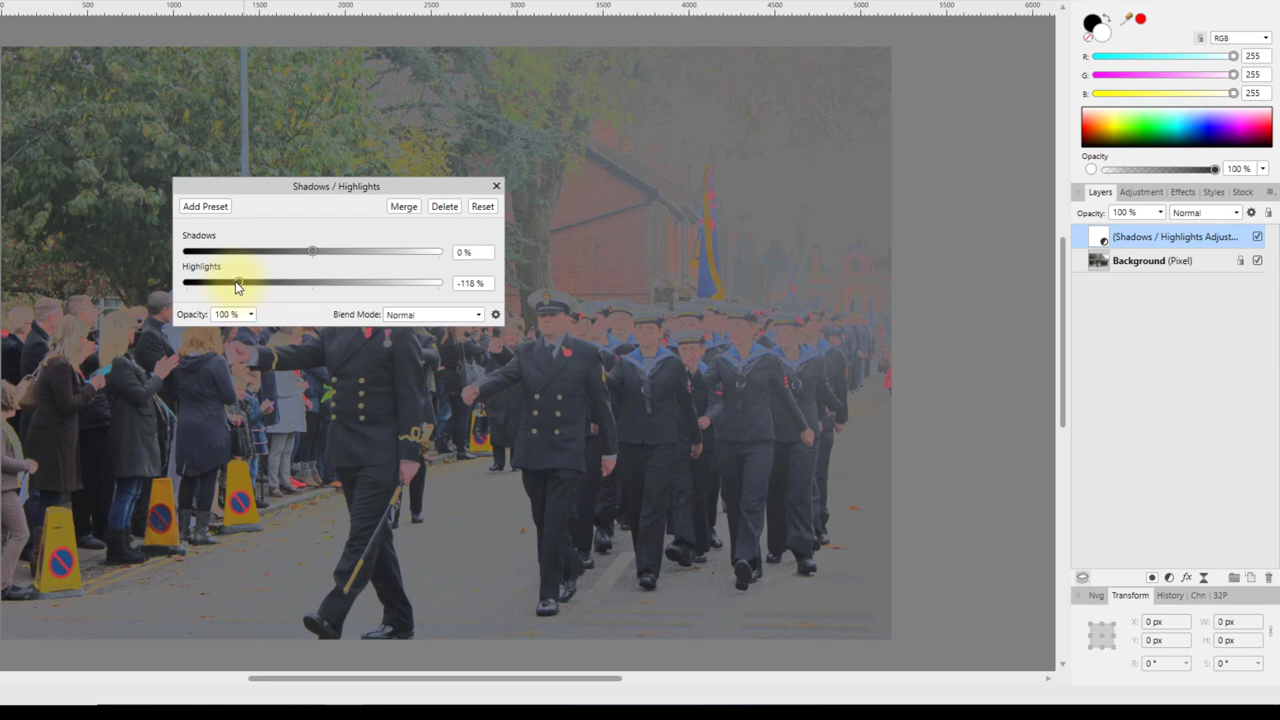 0 500 1000 1500 2000 2500 3000 3500 4000 4500 5000 5500 6000
RGB
R: 255
G: 255
B: 255
Opacity
100 %
Layers Adjustment Effects Styles Stock
Opacity: 100 % Normal
(Shadows / Highlights Adjust...
Background (Pixel)
Shadows / Highlights
Add Preset Merge Delete Reset
Shadows
0 %
Highlights
-118 %
Opacity: 100 % Blend Mode: Normal
fx
Nvg Transform History Chn 32P
X: 0 px W: 0 px
Y: 0 px H: 0 px
R: 0 ° S: 0 °